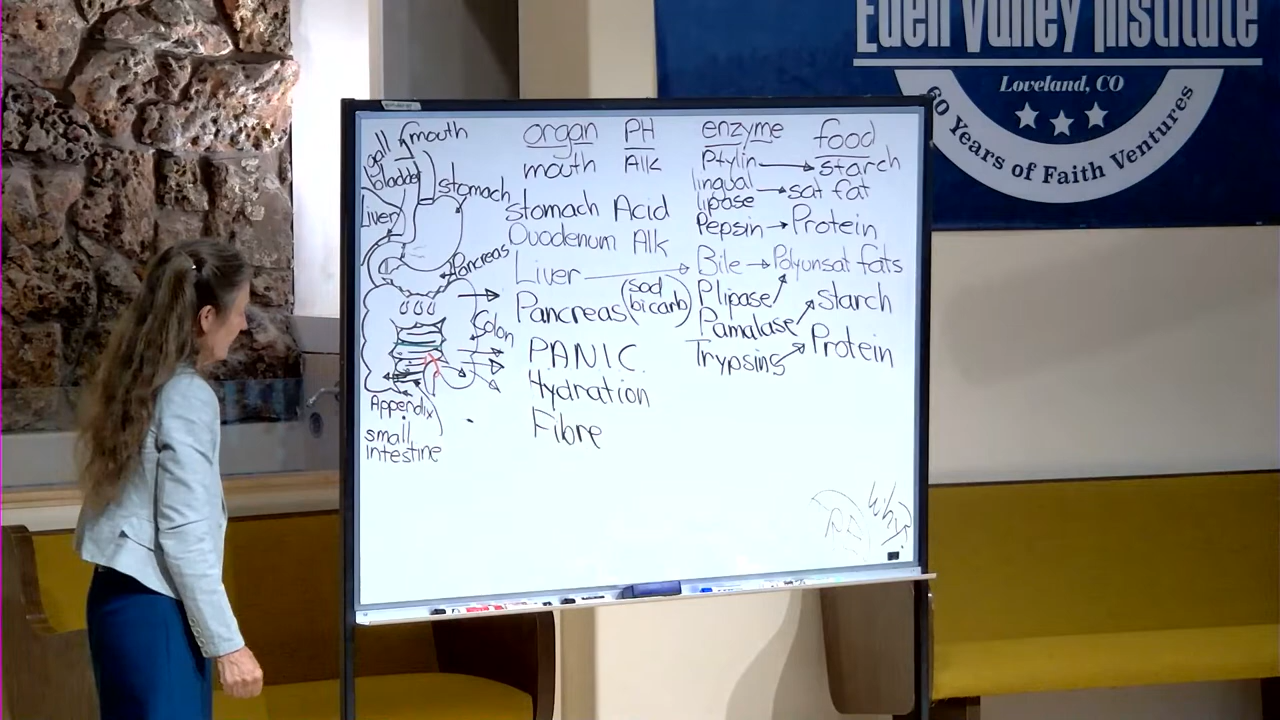 Eden Valley Institute
Loveland, CO
60 Years of Faith Ventures
gall bladder
mouth
stomach
Liver
Pancreas
Colon
Appendix
small intestine
organ PH enzyme food
mouth Alk Ptylin starch
lingual lipase sat fat
stomach Acid Pepsin Protein
Duodenum Alk
Liver Bile Polyunsat fats
Pancreas (sod bicarb) Plipase
Pamalase starch
Trypsing Protein
PANIC
Hydration
Fibre
why?